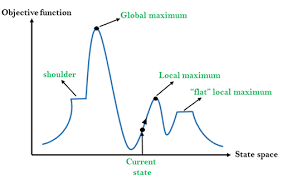 Objective function
Global maximum
shoulder
Local maximum
"flat" local maximum
State space
Current
state